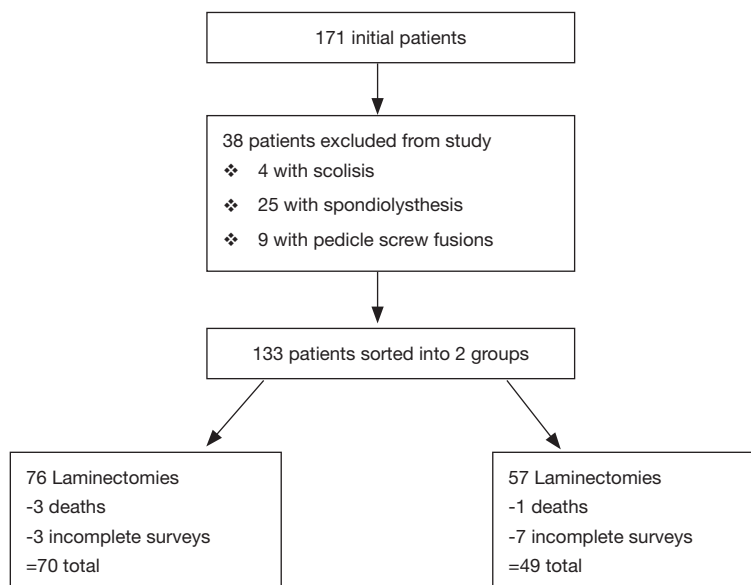 171 initial patients
38 patients excluded from study
❖ 4 with scolisis
❖ 25 with spondiolysthesis
❖ 9 with pedicle screw fusions
133 patients sorted into 2 groups
76 Laminectomies
-3 deaths
-3 incomplete surveys
=70 total
57 Laminectomies
-1 deaths
-7 incomplete surveys
=49 total